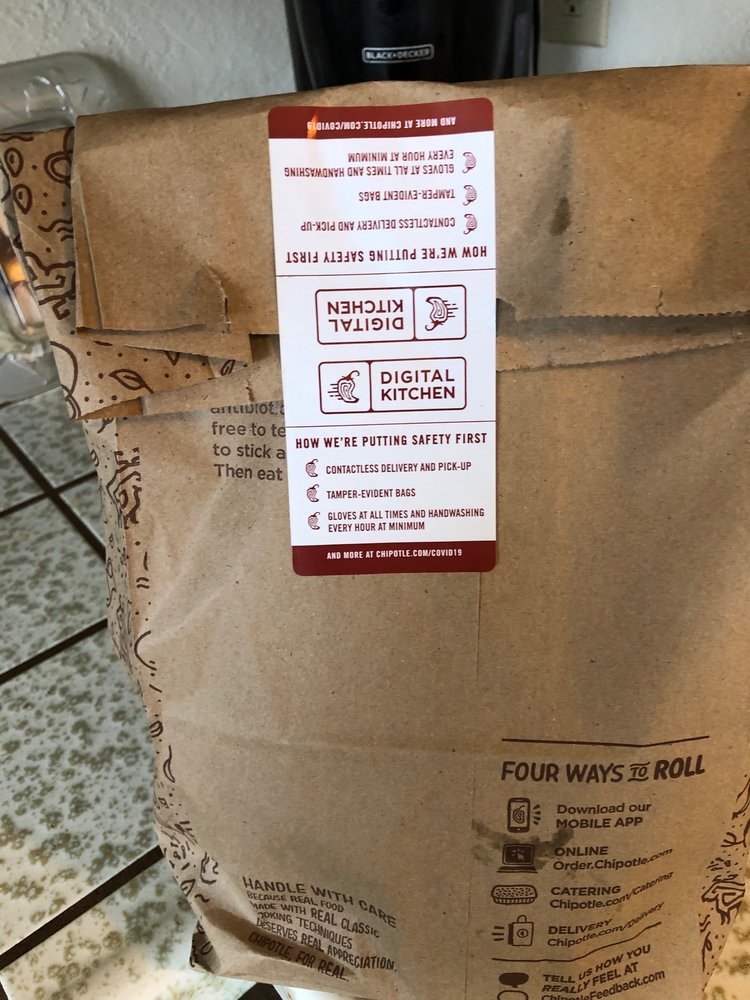 BLACK+DECKER
AND MORE AT CHIPOTLE.COM/COVID19
GLOVES AT ALL TIMES AND HANDWASHING
EVERY HOUR AT MINIMUM
TAMPER-EVIDENT BAGS
CONTACTLESS DELIVERY AND PICK-UP
HOW WE'RE PUTTING SAFETY FIRST
DIGITAL
KITCHEN
DIGITAL
KITCHEN
HOW WE'RE PUTTING SAFETY FIRST
CONTACTLESS DELIVERY AND PICK-UP
TAMPER-EVIDENT BAGS
GLOVES AT ALL TIMES AND HANDWASHING
EVERY HOUR AT MINIMUM
AND MORE AT CHIPOTLE.COM/COVID19
free to te
to stick a
Then eat
FOUR WAYS TO ROLL
Download our
MOBILE APP
ONLINE
Order.Chipotle.com
CATERING
Chipotle.com/Catering
DELIVERY
Chipotle.com/Delivery
TELL US HOW YOU
REALLY FEEL AT
ChipotleFeedback.com
HANDLE WITH CARE
BECAUSE REAL FOOD
MADE WITH REAL CLASSIC
COOKING TECHNIQUES
DESERVES REAL APPRECIATION.
CHIPOTLE. FOR REAL.